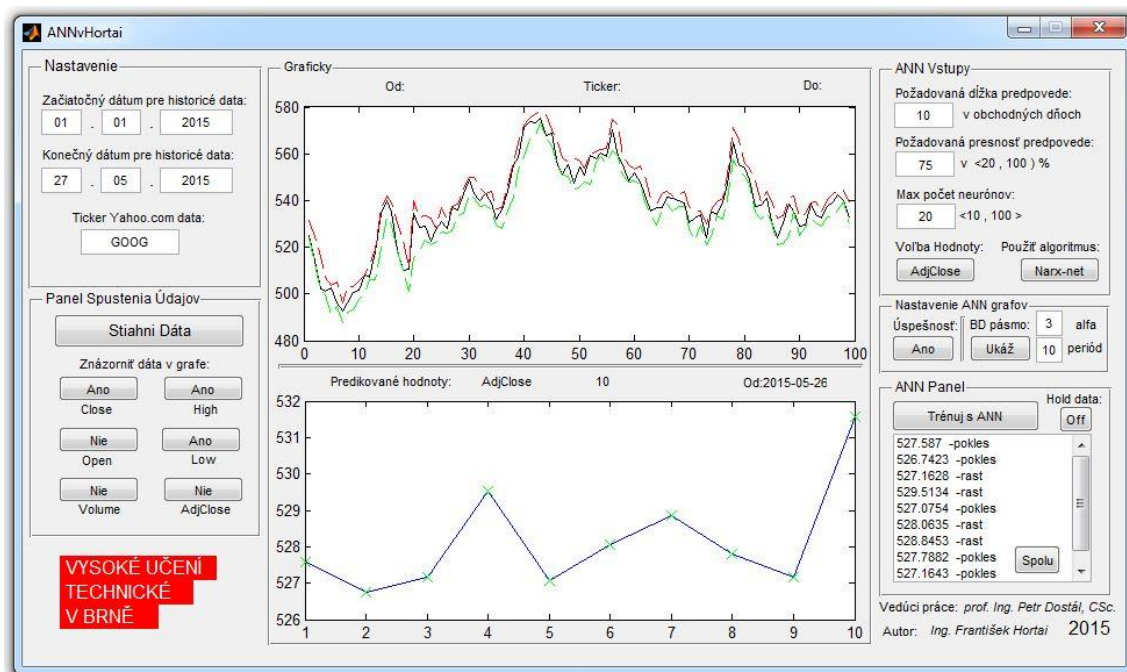 ANNvHortai
Nastavenie
Začiatočný dátum pre historicé data:
01 . 01 . 2015
Konečný dátum pre historicé data:
27 . 05 . 2015
Ticker Yahoo.com data:
GOOG
Panel Spustenia Údajov
Stiahni Dáta
Znázorniť dáta v grafe:
Ano Ano
Close High
Nie Ano
Open Low
Nie Nie
Volume AdjClose
VYSOKÉ UČENÍ
TECHNICKÉ
V BRNĚ
Graficky
Od: Ticker: Do:
580
560
540
520
500
480
0 10 20 30 40 50 60 70 80 90 100
Predikované hodnoty: AdjClose 10 Od:2015-05-26
532
531
530
529
528
527
526
1 2 3 4 5 6 7 8 9 10
ANN Vstupy
Požadovaná dĺžka predpovede:
10 v obchodných dňoch
Požadovaná presnosť predpovede:
75 v <20 , 100 ) %
Max počet neurónov:
20 <10 , 100 >
Voľba Hodnoty: Použiť algoritmus:
AdjClose Narx-net
Nastavenie ANN grafov
Úspešnosť: BD pásmo: 3 alfa
Ano Ukáž 10 periód
ANN Panel
Hold data:
Trénuj s ANN Off
527.587 -pokles
526.7423 -pokles
527.1628 -rast
529.5134 -rast
527.0754 -pokles
528.0635 -rast
528.8453 -rast
527.7882 -pokles
527.1643 -pokles
Spolu
Vedúci práce: prof. Ing. Petr Dostál, CSc.
Autor: Ing. František Hortai 2015